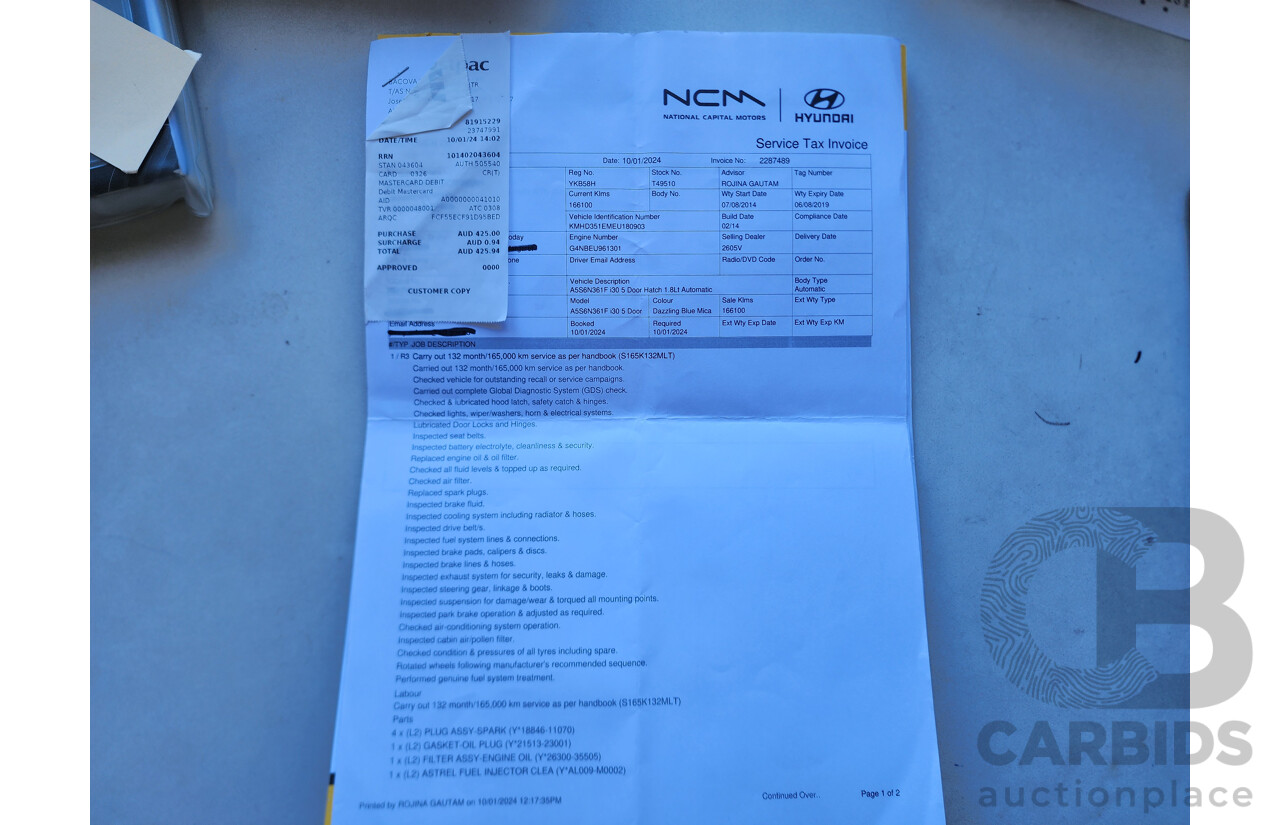 pac
BACOVA
T/AS N
TR
Jose
81915229
23747991
DATE/TIME 10/01/24 14:02
RRN 101402043604
STAN 043604 AUTH 505540
CARD 0326 CR(T)
MASTERCARD DEBIT
Debit Mastercard
AID A0000000041010
TVR 0000048001 ATC 0308
ARQC FCF55ECF91D95BED
PURCHASE AUD 425.00
SURCHARGE AUD 0.94
TOTAL AUD 425.94
APPROVED 0000
CUSTOMER COPY
NCM HYUNDAI
NATIONAL CAPITAL MOTORS
Service Tax Invoice
Date: 10/01/2024 Invoice No: 2287489
Reg No. Stock No. Advisor Tag Number
YKB58H T49510 ROJINA GAUTAM
Current Klms Body No. Wty Start Date Wty Expiry Date
166100 07/08/2014 06/08/2019
Vehicle Identification Number Build Date Compliance Date
KMHD351EMEU180903 02/14
oday Engine Number Selling Dealer Delivery Date
G4NBEU961301 2605V
one Driver Email Address Radio/DVD Code Order No.
Vehicle Description Body Type
A5S6N361F i30 5 Door Hatch 1.8Lt Automatic Automatic
Model Colour Sale Klms Ext Wty Type
A5S6N361F i30 5 Door Dazzling Blue Mica 166100
Email Address Booked Required Ext Wty Exp Date Ext Wty Exp KM
10/01/2024 10/01/2024
#/TYP JOB DESCRIPTION
1 / R3 Carry out 132 month/165,000 km service as per handbook (S165K132MLT)
Carried out 132 month/165,000 km service as per handbook.
Checked vehicle for outstanding recall or service campaigns.
Carried out complete Global Diagnostic System (GDS) check.
Checked & lubricated hood latch, safety catch & hinges.
Checked lights, wiper/washers, horn & electrical systems.
Lubricated Door Locks and Hinges.
Inspected seat belts.
Inspected battery electrolyte, cleanliness & security.
Replaced engine oil & oil filter.
Checked all fluid levels & topped up as required.
Checked air filter.
Replaced spark plugs.
Inspected brake fluid.
Inspected cooling system including radiator & hoses.
Inspected drive belt/s.
Inspected fuel system lines & connections.
Inspected brake pads, calipers & discs.
Inspected brake lines & hoses.
Inspected exhaust system for security, leaks & damage.
Inspected steering gear, linkage & boots.
Inspected suspension for damage/wear & torqued all mounting points.
Inspected park brake operation & adjusted as required.
Checked air-conditioning system operation.
Inspected cabin air/pollen filter.
Checked condition & pressures of all tyres including spare.
Rotated wheels following manufacturer's recommended sequence.
Performed genuine fuel system treatment.
Labour
Carry out 132 month/165,000 km service as per handbook (S165K132MLT)
Parts
4 x (L2) PLUG ASSY-SPARK (Y*18846-11070)
1 x (L2) GASKET-OIL PLUG (Y*21513-23001)
1 x (L2) FILTER ASSY-ENGINE OIL (Y*26300-35505)
1 x (L2) ASTREL FUEL INJECTOR CLEA (Y*AL009-M0002)
Printed by ROJINA GAUTAM on 10/01/2024 12:17:35PM
Continued Over.. Page 1 of 2
CB
CARBIDS
auctionplace